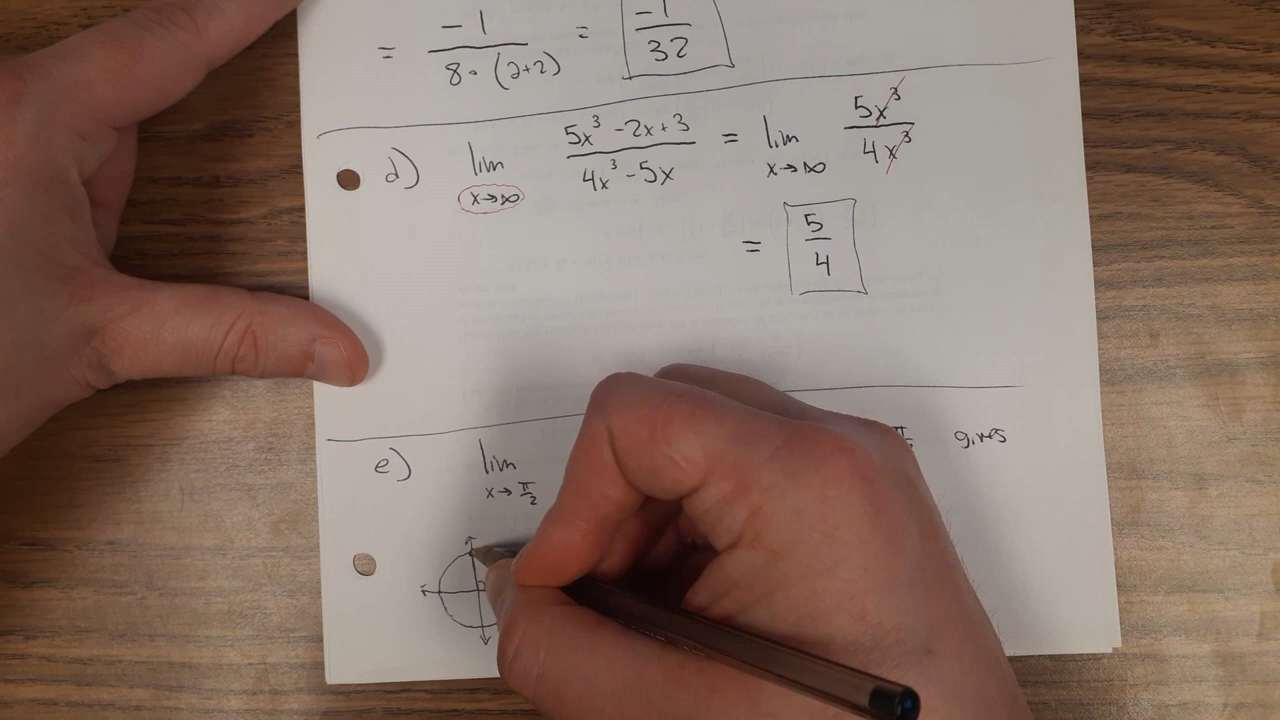 = -1 / 8·(2+2) = -1/32
d) lim x→∞ (5x³ -2x+3)/(4x³ -5x) = lim x→∞ 5x³/4x³
= 5/4
e) lim x→π/2 gives